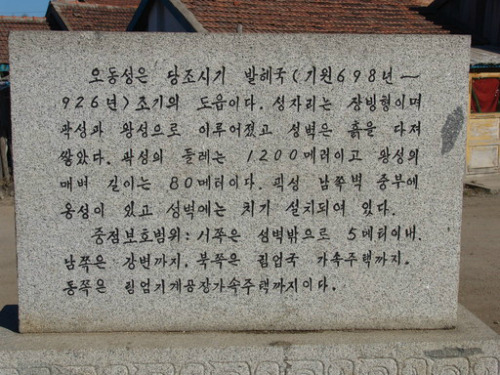 오동성은 당조시기 발해국(기원698년—
926년)초기의 도읍이다. 성자리는 장방형이며
곽성과 왕성으로 이루어졌고 성벽은 흙을 다져
쌓았다. 곽성의 둘레는 1200메터이고 왕성의
매변 길이는 80메터이다. 곽성 남쪽벽 중부에
옹성이 있고 성벽에는 치가 설치되여 있다.
중점보호범위: 서쪽은 성벽밖으로 5메터이내.
남쪽은 강변까지. 북쪽은 림업국 가속주택까지.
동쪽은 림업기계공장가속주택까지이다.